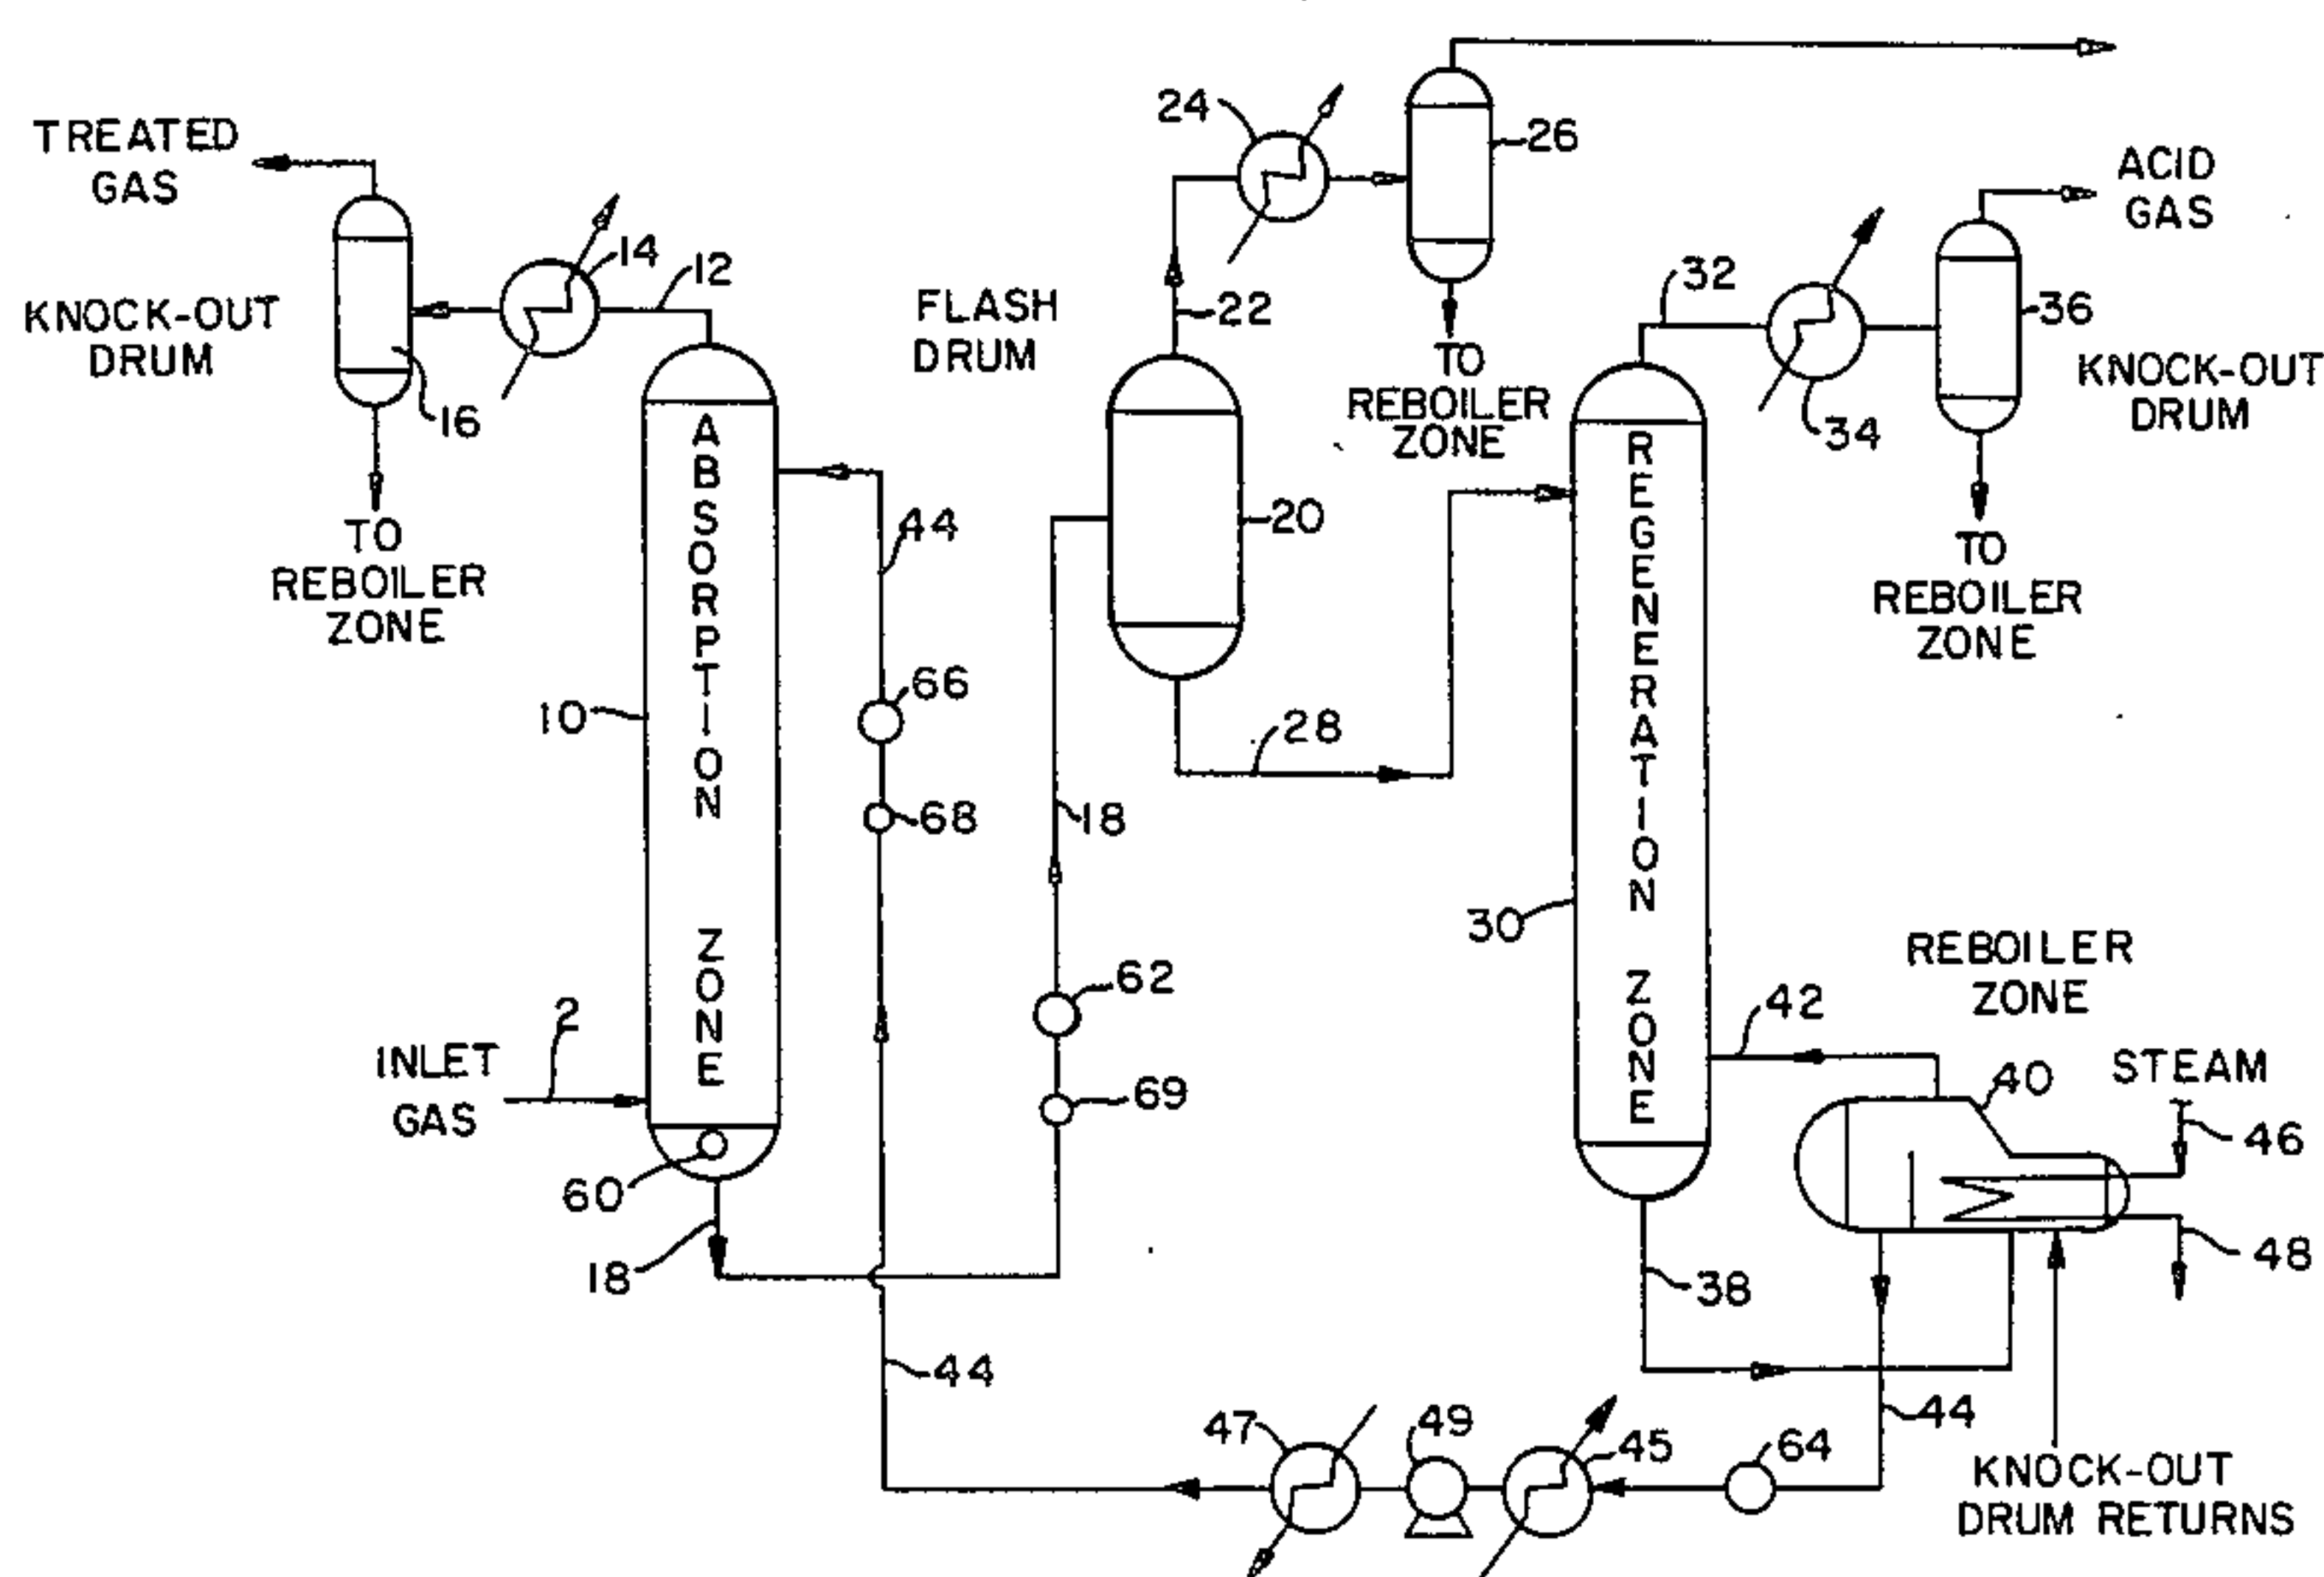 24
26
TREATED
GAS
ACID
GAS
14
12
32
36
KNOCK-OUT
DRUM
FLASH
DRUM
22
TO
REBOILER
ZONE
KNOCK-OUT
DRUM
34
16
ABSORPTION ZONE
REGENERATION ZONE
44
20
TO
REBOILER
ZONE
TO
REBOILER
ZONE
66
10
28
68
18
30
REBOILER
ZONE
62
42
2
INLET
GAS
69
40
STEAM
46
60
18
38
48
44
44
47
49
45
64
KNOCK-OUT
DRUM RETURNS